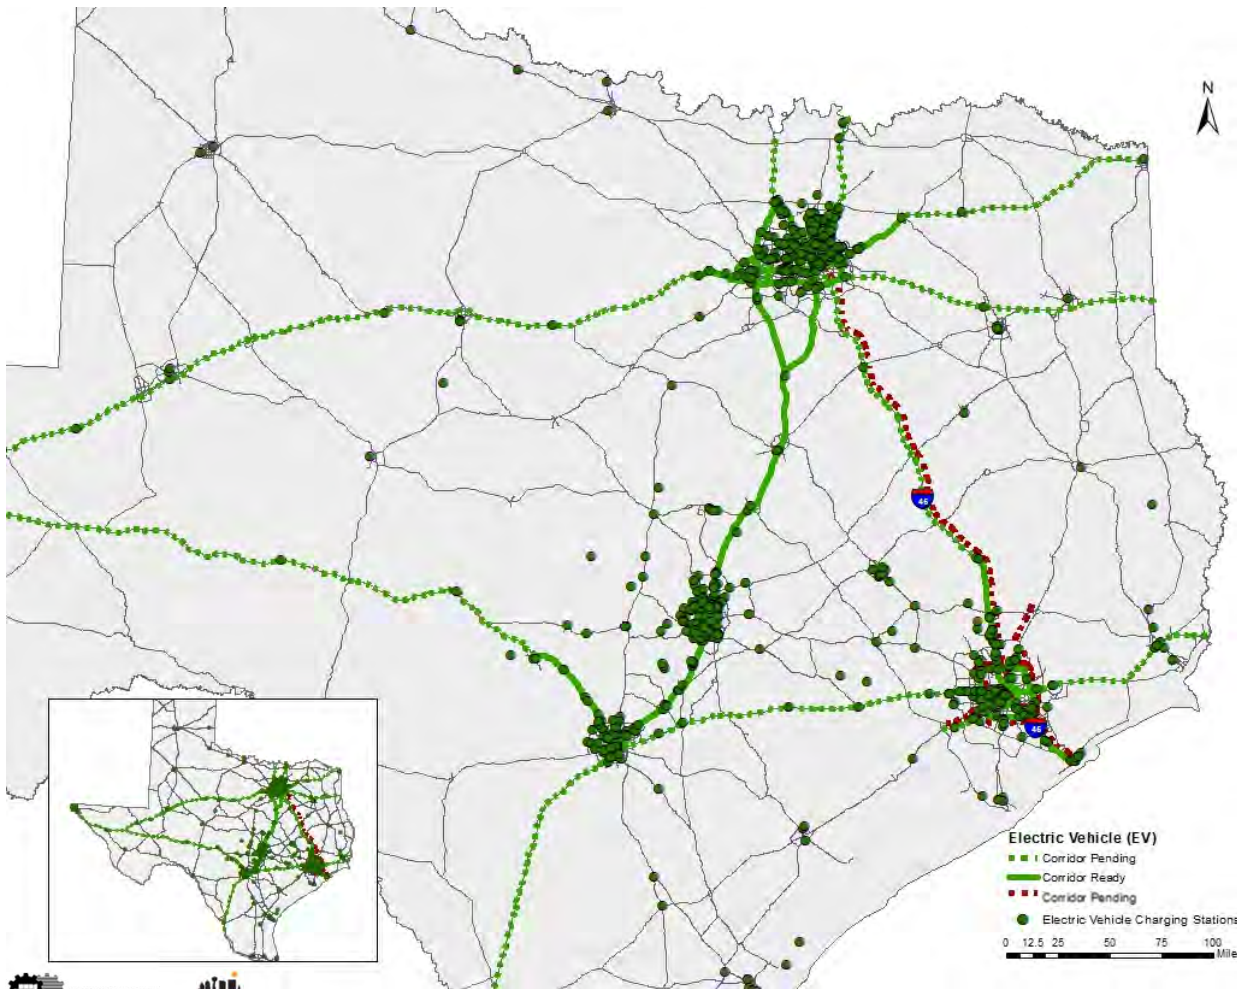 N
45
45
Electric Vehicle (EV)
Corridor Pending
Corridor Ready
Corridor Pending
Electric Vehicle Charging Stations
0 12.5 25 50 75 100
Mile